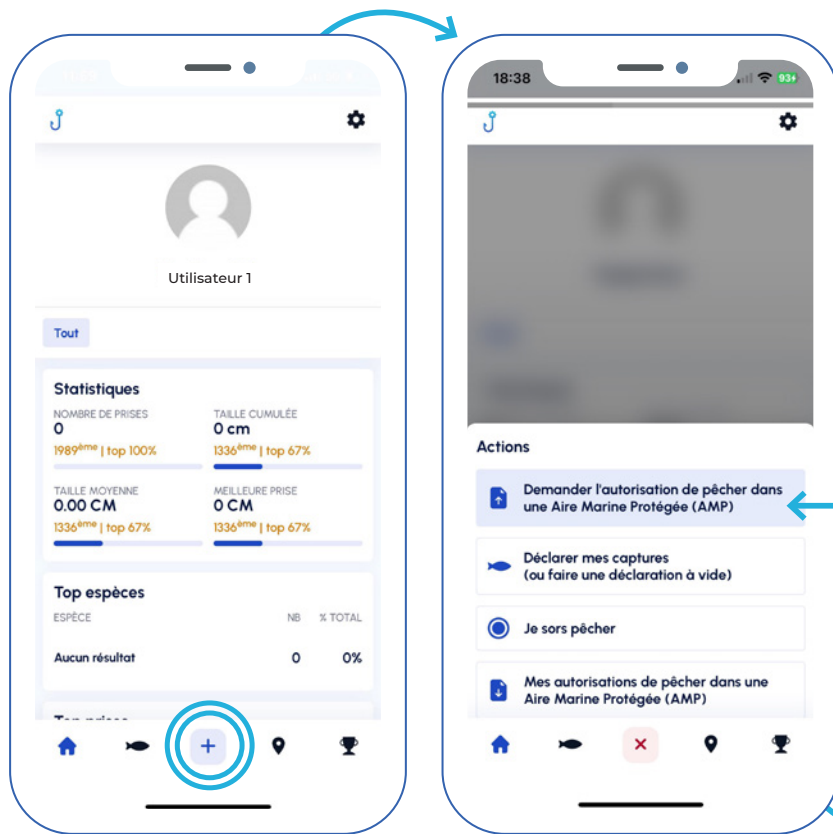 Utilisateur 1
Tout
Statistiques
NOMBRE DE PRISES
0
1989ème | top 100%
TAILLE CUMULÉE
0 cm
1336ème | top 67%
TAILLE MOYENNE
0.00 CM
1336ème | top 67%
MEILLEURE PRISE
0 CM
1336ème | top 67%
Top espèces
ESPÈCE NB % TOTAL
Aucun résultat 0 0%
18:38
93
Actions
Demander l'autorisation de pêcher dans
une Aire Marine Protégée (AMP)
Déclarer mes captures
(ou faire une déclaration à vide)
Je sors pêcher
Mes autorisations de pêcher dans une
Aire Marine Protégée (AMP)